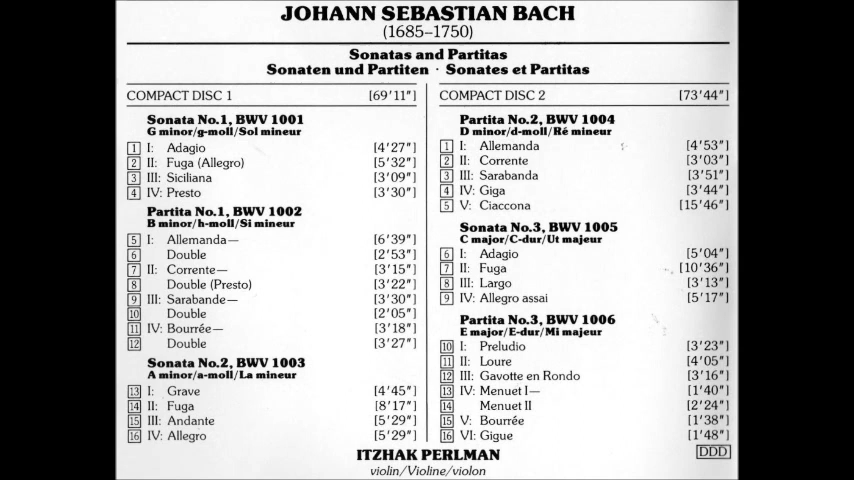 JOHANN SEBASTIAN BACH
(1685–1750)
Sonatas and Partitas
Sonaten und Partiten · Sonates et Partitas
COMPACT DISC 1 [69'11"]
Sonata No.1, BWV 1001
G minor/g-moll/Sol mineur
1 I: Adagio [4'27"]
2 II: Fuga (Allegro) [5'32"]
3 III: Siciliana [3'09"]
4 IV: Presto [3'30"]
Partita No.1, BWV 1002
B minor/h-moll/Si mineur
5 I: Allemanda— [6'39"]
6 Double [2'53"]
7 II: Corrente— [3'15"]
8 Double (Presto) [3'22"]
9 III: Sarabande— [3'30"]
10 Double [2'05"]
11 IV: Bourrée— [3'18"]
12 Double [3'27"]
Sonata No.2, BWV 1003
A minor/a-moll/La mineur
13 I: Grave [4'45"]
14 II: Fuga [8'17"]
15 III: Andante [5'29"]
16 IV: Allegro [5'29"]
COMPACT DISC 2 [73'44"]
Partita No.2, BWV 1004
D minor/d-moll/Ré mineur
1 I: Allemanda [4'53"]
2 II: Corrente [3'03"]
3 III: Sarabanda [3'51"]
4 IV: Giga [3'44"]
5 V: Ciaccona [15'46"]
Sonata No.3, BWV 1005
C major/C-dur/Ut majeur
6 I: Adagio [5'04"]
7 II: Fuga [10'36"]
8 III: Largo [3'13"]
9 IV: Allegro assai [5'17"]
Partita No.3, BWV 1006
E major/E-dur/Mi majeur
10 I: Preludio [3'23"]
11 II: Loure [4'05"]
12 III: Gavotte en Rondo [3'16"]
13 IV: Menuet I— [1'40"]
14 Menuet II [2'24"]
15 V: Bourrée [1'38"]
16 VI: Gigue [1'48"]
DDD
ITZHAK PERLMAN
violin/Violine/violon